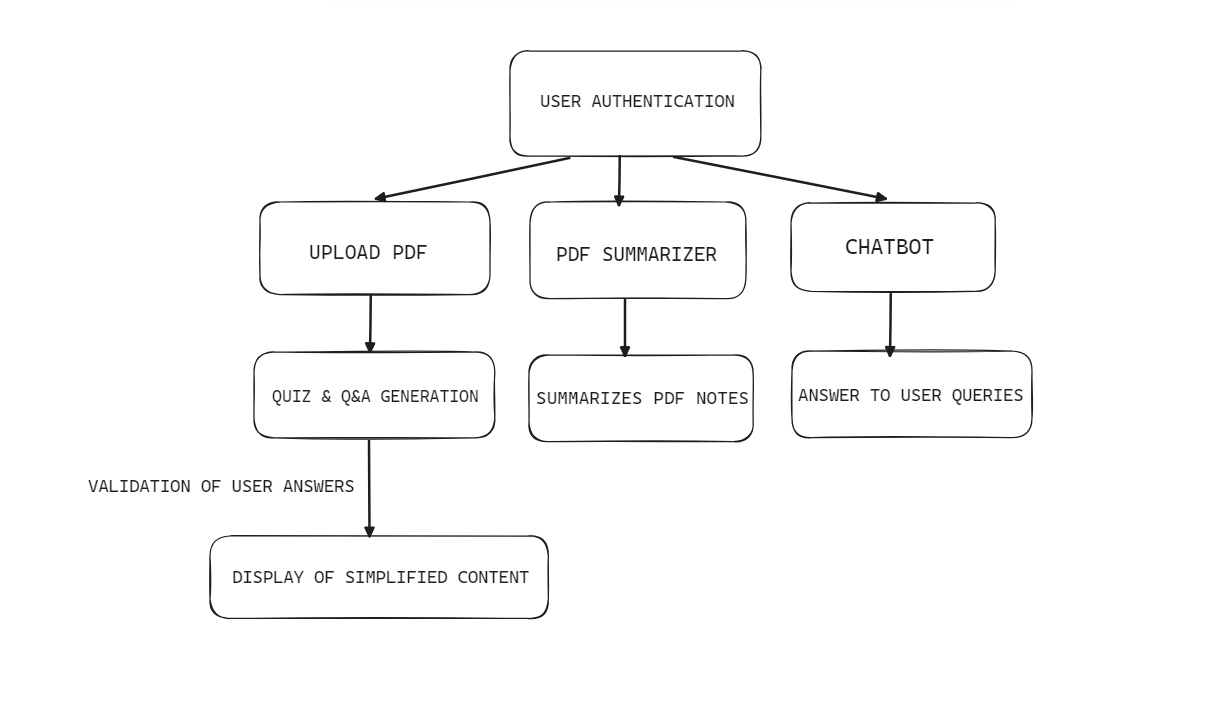 USER AUTHENTICATION
UPLOAD PDF
PDF SUMMARIZER
CHATBOT
QUIZ & Q&A GENERATION
SUMMARIZES PDF NOTES
ANSWER TO USER QUERIES
VALIDATION OF USER ANSWERS
DISPLAY OF SIMPLIFIED CONTENT